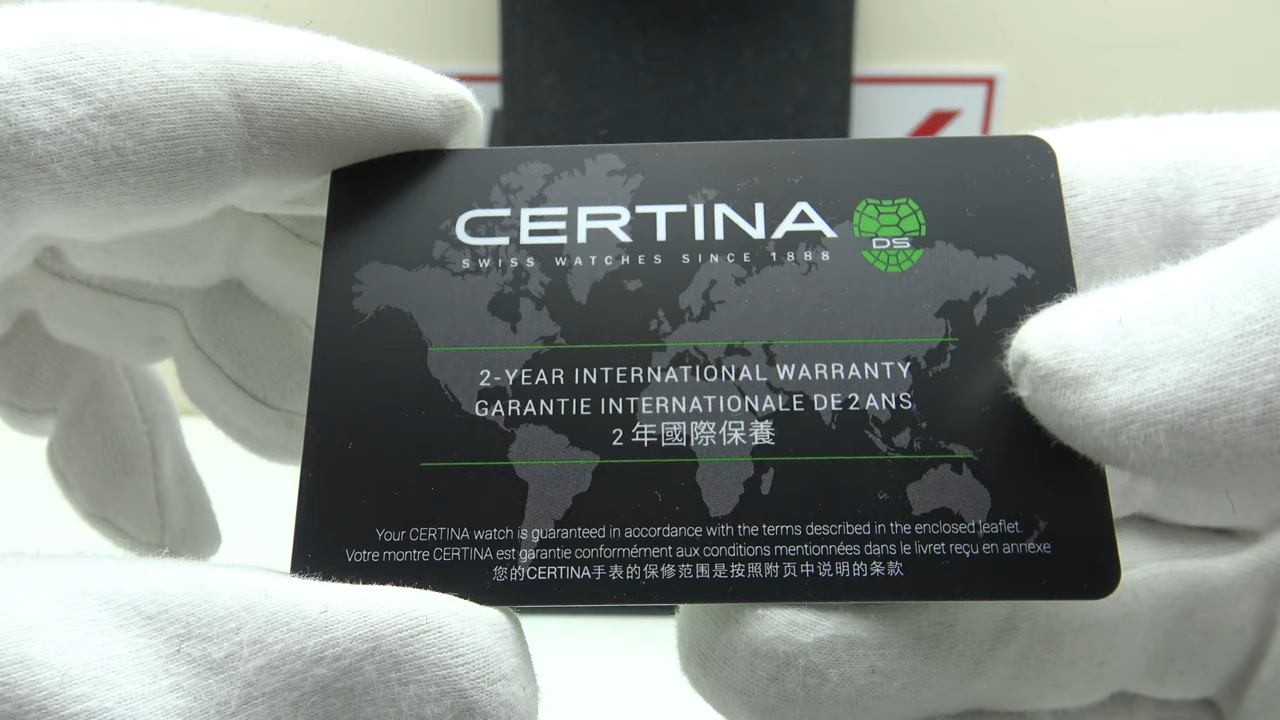 CERTINA
DS
SWISS WATCHES SINCE 1888
2-YEAR INTERNATIONAL WARRANTY
GARANTIE INTERNATIONALE DE 2 ANS
2 年國際保養
Your CERTINA watch is guaranteed in accordance with the terms described in the enclosed leaflet.
Votre montre CERTINA est garantie conformément aux conditions mentionnées dans le livret reçu en annexe
您的CERTINA手表的保修范围是按照附页中说明的条款